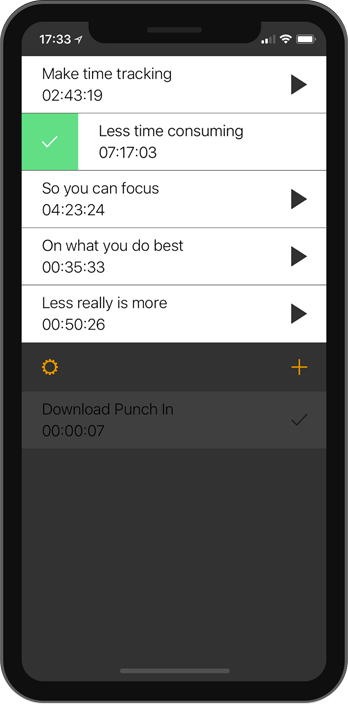 17:33
Make time tracking
02:43:19
Less time consuming
07:17:03
So you can focus
04:23:24
On what you do best
00:35:33
Less really is more
00:50:26
Download Punch In
00:00:07